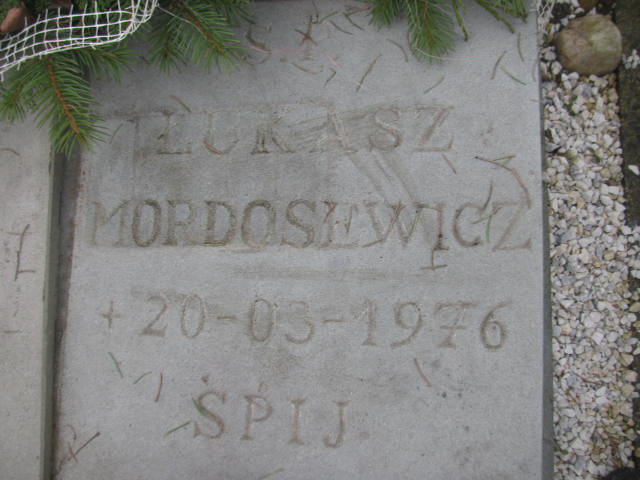 ŁUKASZ
MORDOSEWICZ
+ 20-03-1976
ŚPIJ